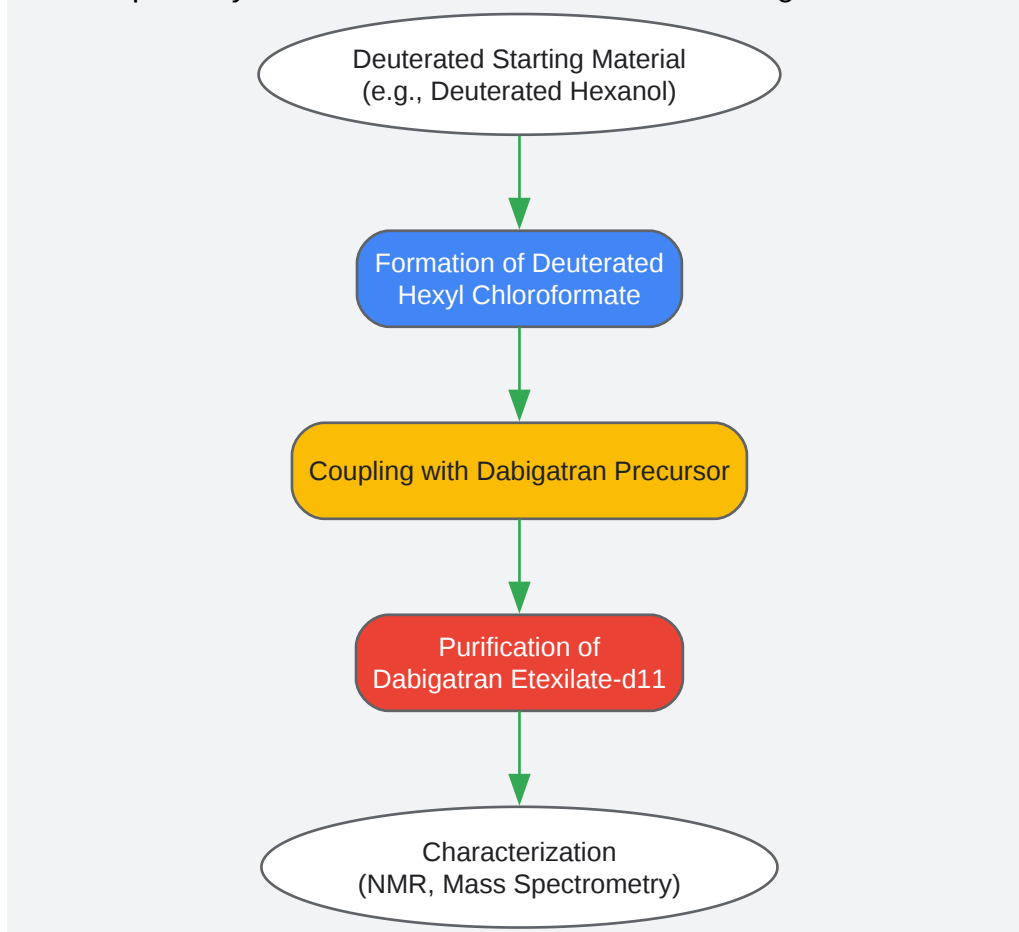 Deuterated Starting Material
(e.g., Deuterated Hexanol)
Formation of Deuterated
Hexyl Chloroformate
Coupling with Dabigatran Precursor
Purification of
Dabigatran Etexilate-d11
Characterization
(NMR, Mass Spectrometry)